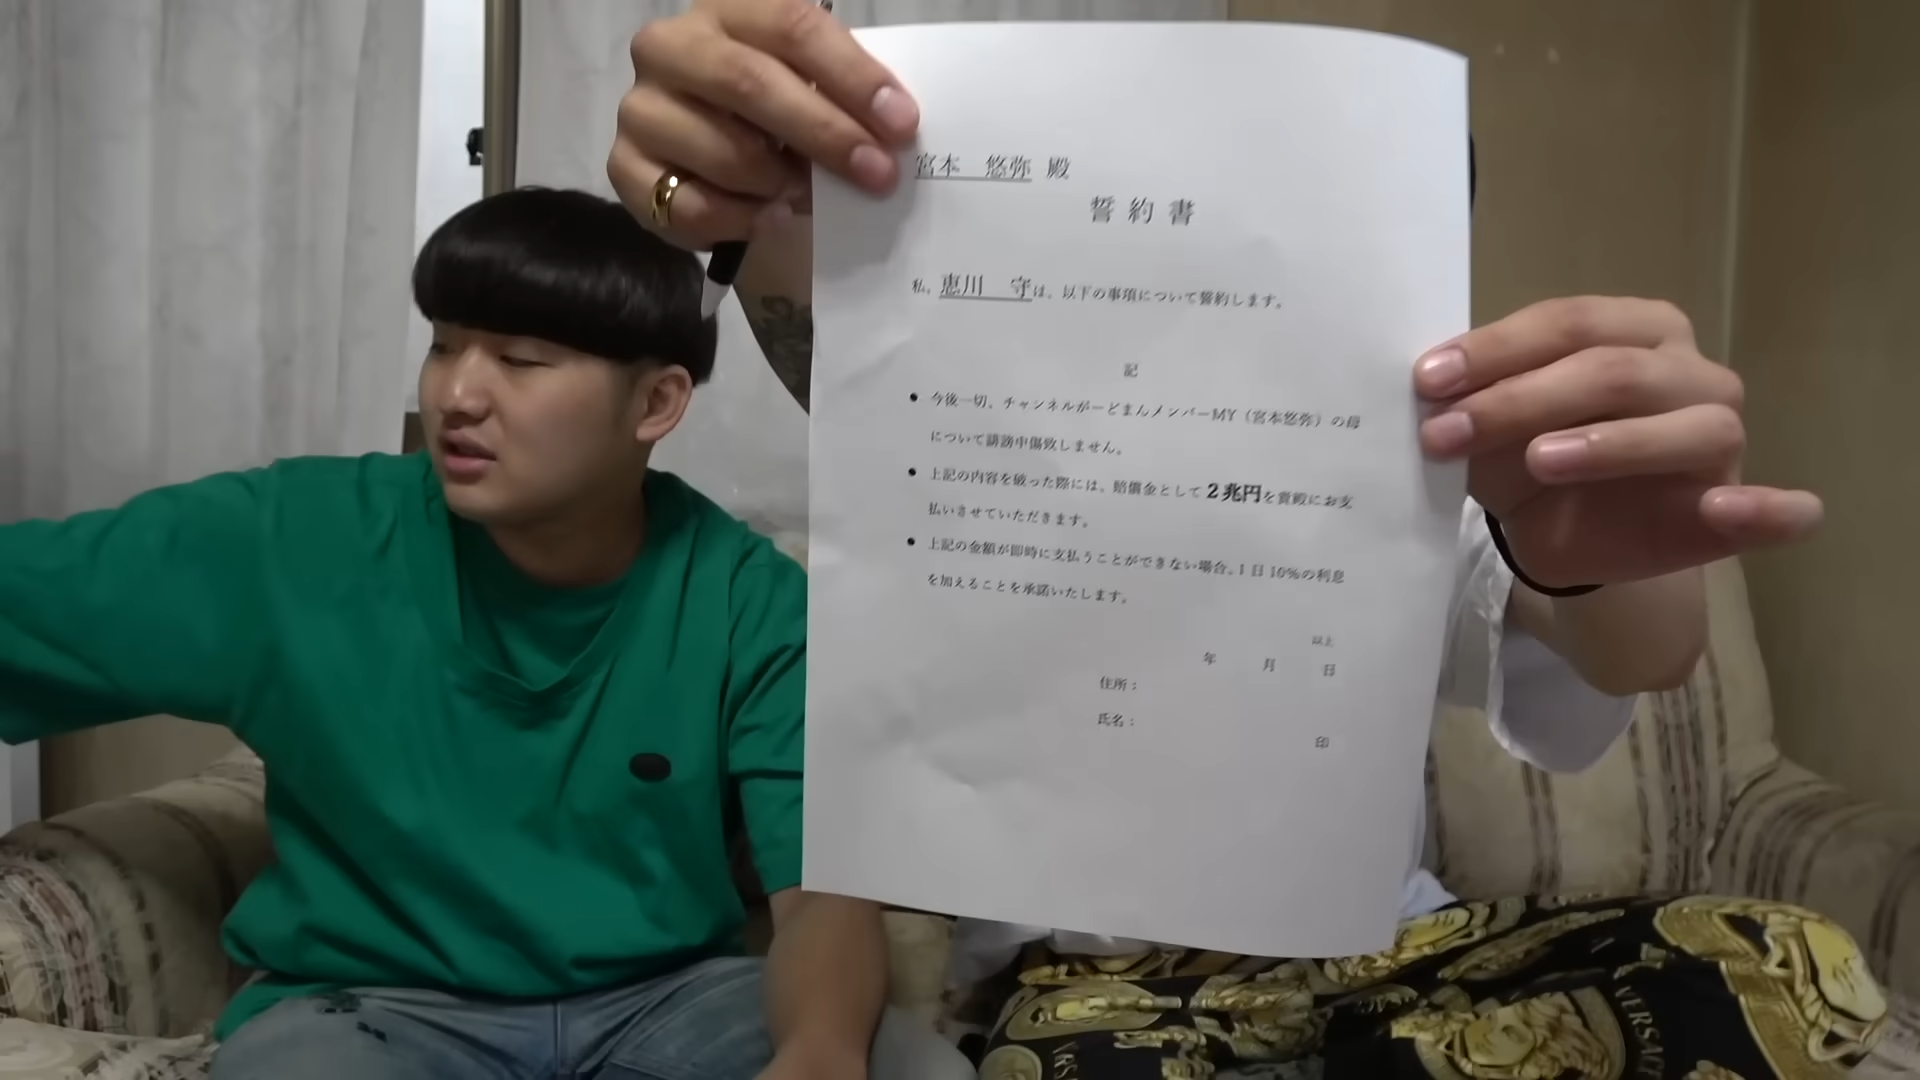 宮本 悠弥 殿
誓約書
私、恵川 守は、以下の事項について誓約します。
記
● 今後一切、チャンネルがーどまんメンバーMY（宮本悠弥）の母
について誹謗中傷致しません。
● 上記の内容を破った際には、賠償金として2兆円を貴殿にお支
払いさせていただきます。
● 上記の金額が即時に支払うことができない場合、1日10%の利息
を加えることを承諾いたします。
以上
年 月 日
住所：
氏名：
印
VERSACE